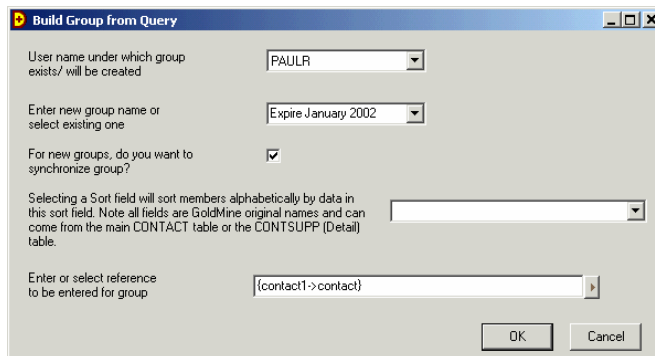 Build Group from Query
User name under which group
exists/ will be created
PAULR
Enter new group name or
select existing one
Expire January 2002
For new groups, do you want to
synchronize group?
Selecting a Sort field will sort members alphabetically by data in
this sort field. Note all fields are GoldMine original names and can
come from the main CONTACT table or the CONTSUPP (Detail)
table.
Enter or select reference
to be entered for group
{contact1->contact}
OK
Cancel